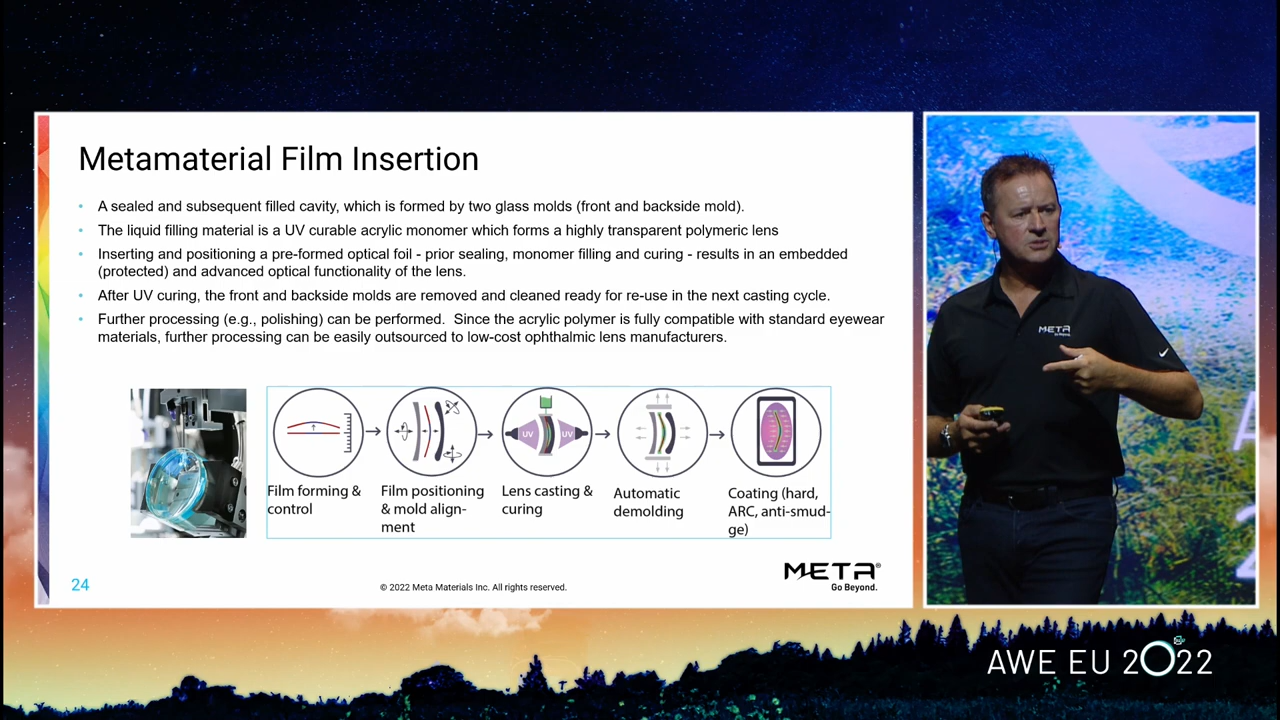 Metamaterial Film Insertion
• A sealed and subsequent filled cavity, which is formed by two glass molds (front and backside mold).
• The liquid filling material is a UV curable acrylic monomer which forms a highly transparent polymeric lens
• Inserting and positioning a pre-formed optical foil - prior sealing, monomer filling and curing - results in an embedded
(protected) and advanced optical functionality of the lens.
• After UV curing, the front and backside molds are removed and cleaned ready for re-use in the next casting cycle.
• Further processing (e.g., polishing) can be performed. Since the acrylic polymer is fully compatible with standard eyewear
materials, further processing can be easily outsourced to low-cost ophthalmic lens manufacturers.
UV UV
Film forming &
control
Film positioning
& mold align-
ment
Lens casting &
curing
Automatic
demolding
Coating (hard,
ARC, anti-smud-
ge)
24
© 2022 Meta Materials Inc. All rights reserved.
META®
Go Beyond.
META
Go Beyond.
AWE EU 2022